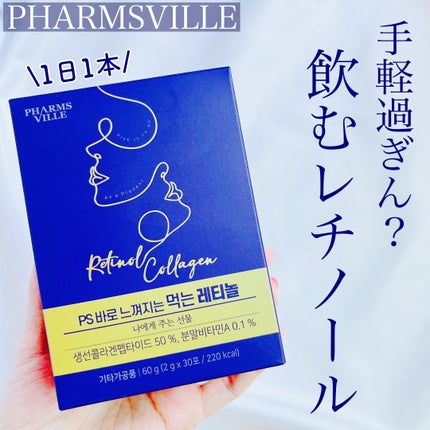 PHARMSVILLE
\1日1本/
手軽過ぎん?
飲むレチノール
PHARMS
VILLE
Retinol Collagen
PS 바로 느껴지는 먹는 레티놀
나에게 주는 선물
생선콜라겐펩타이드 50 %, 분말비타민A 0.1 %
기타가공품 | 60 g (2 g x 30포 / 220 kcal)